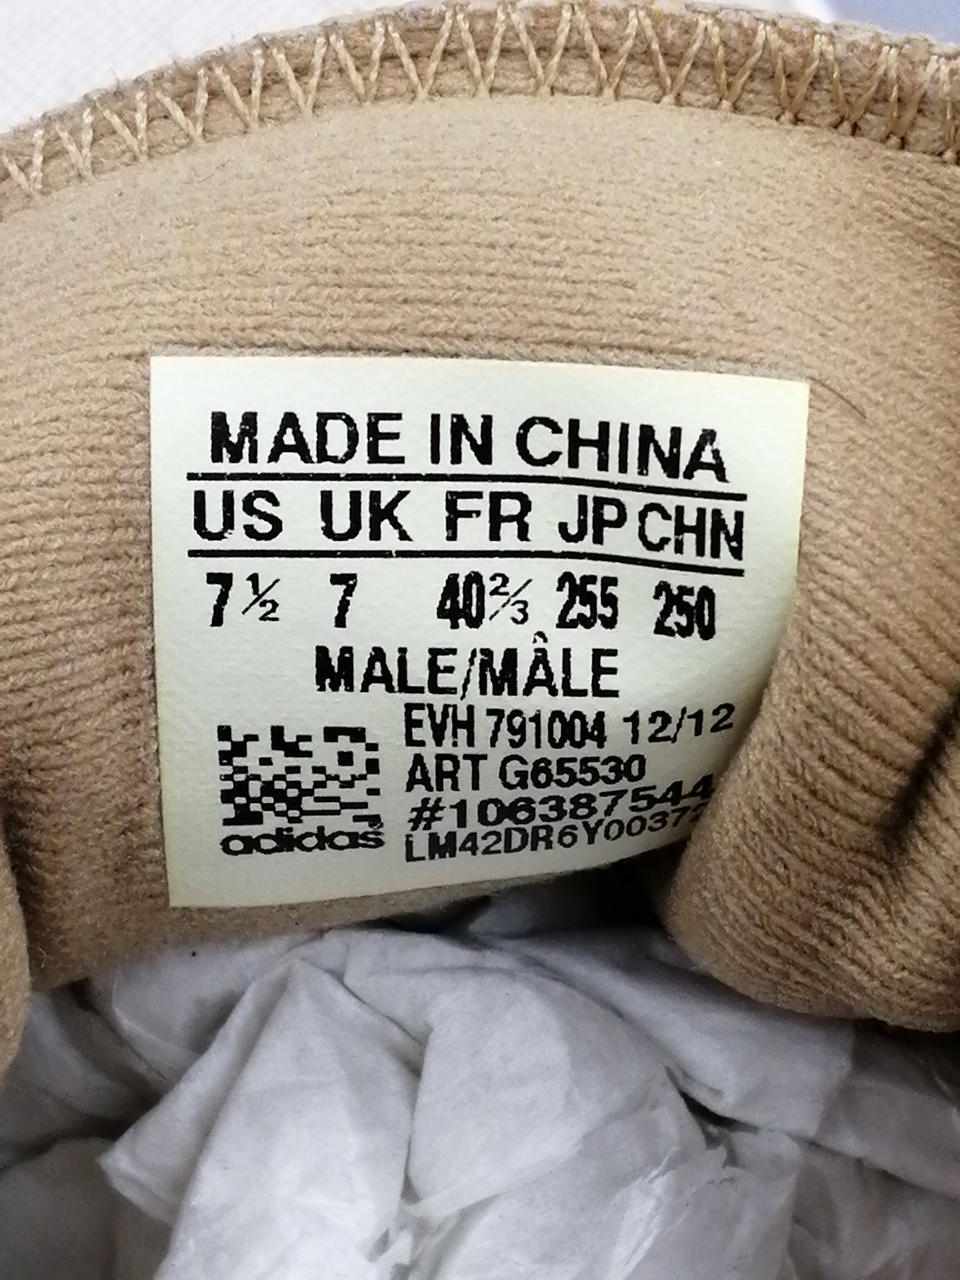 MADE IN CHINA
US UK FR JP CHN
7½ 7 40⅔ 255 250
MALE/MÂLE
EVH 791004 12/12
ART G65530
#106387544
LM42DR6Y00372
adidas